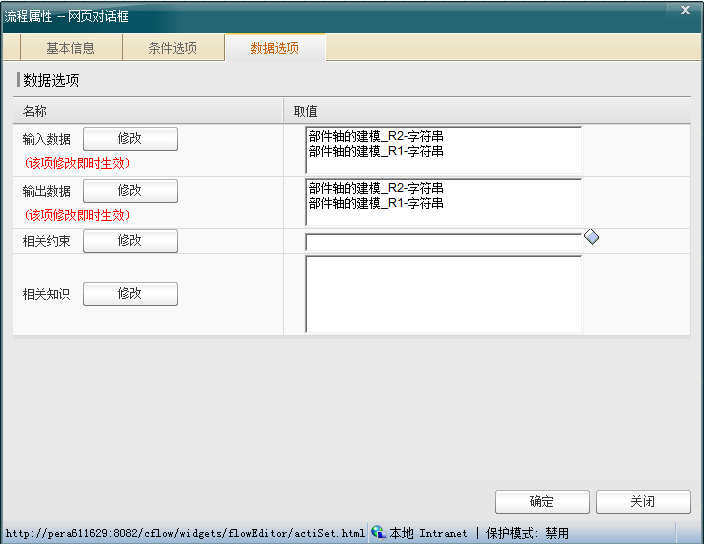 流程属性 -- 网页对话框
基本信息 条件选项 数据选项
数据选项
名称 取值
输入数据 修改
(该项修改即时生效)
部件轴的建模_R2-字符串
部件轴的建模_R1-字符串
输出数据 修改
(该项修改即时生效)
部件轴的建模_R2-字符串
部件轴的建模_R1-字符串
相关约束 修改
相关知识 修改
确定 关闭
http://pera611629:8082/cflow/widgets/flowEditor/actiSet.html 本地 Intranet | 保护模式: 禁用